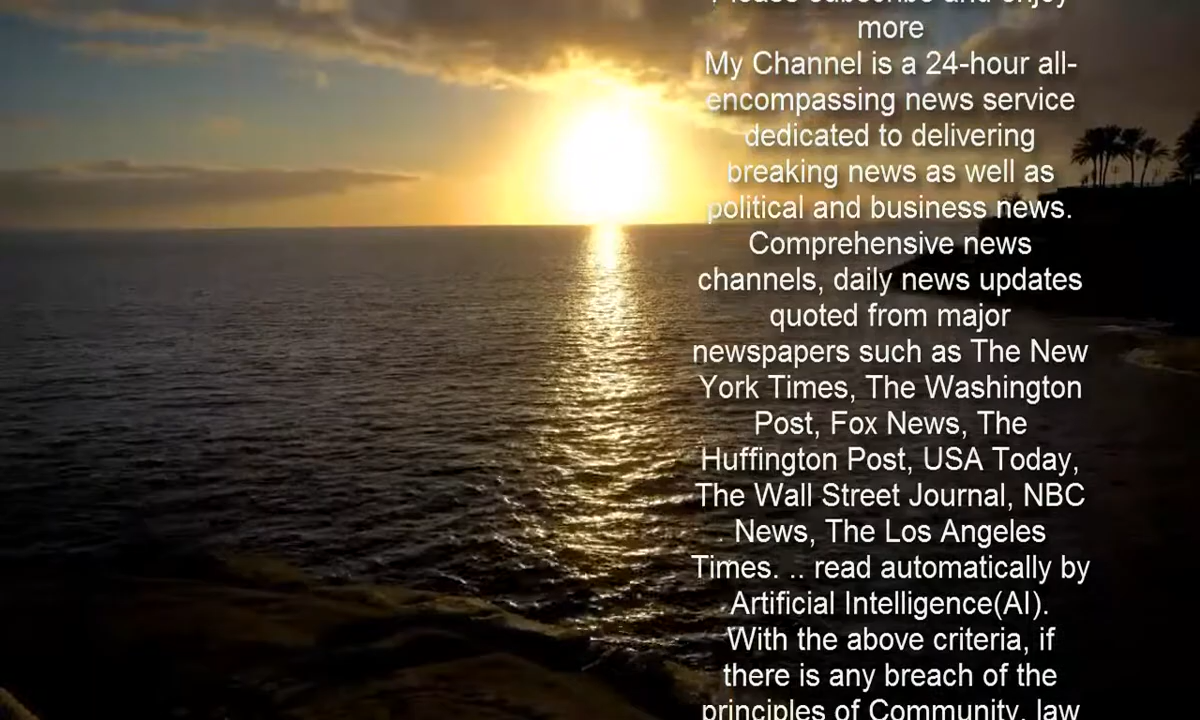 Please subscribe and enjoy
more
My Channel is a 24-hour all-
encompassing news service
dedicated to delivering
breaking news as well as
political and business news.
Comprehensive news
channels, daily news updates
quoted from major
newspapers such as The New
York Times, The Washington
Post, Fox News, The
Huffington Post, USA Today,
The Wall Street Journal, NBC
News, The Los Angeles
Times. .. read automatically by
Artificial Intelligence(AI).
With the above criteria, if
there is any breach of the
principles of Community, law